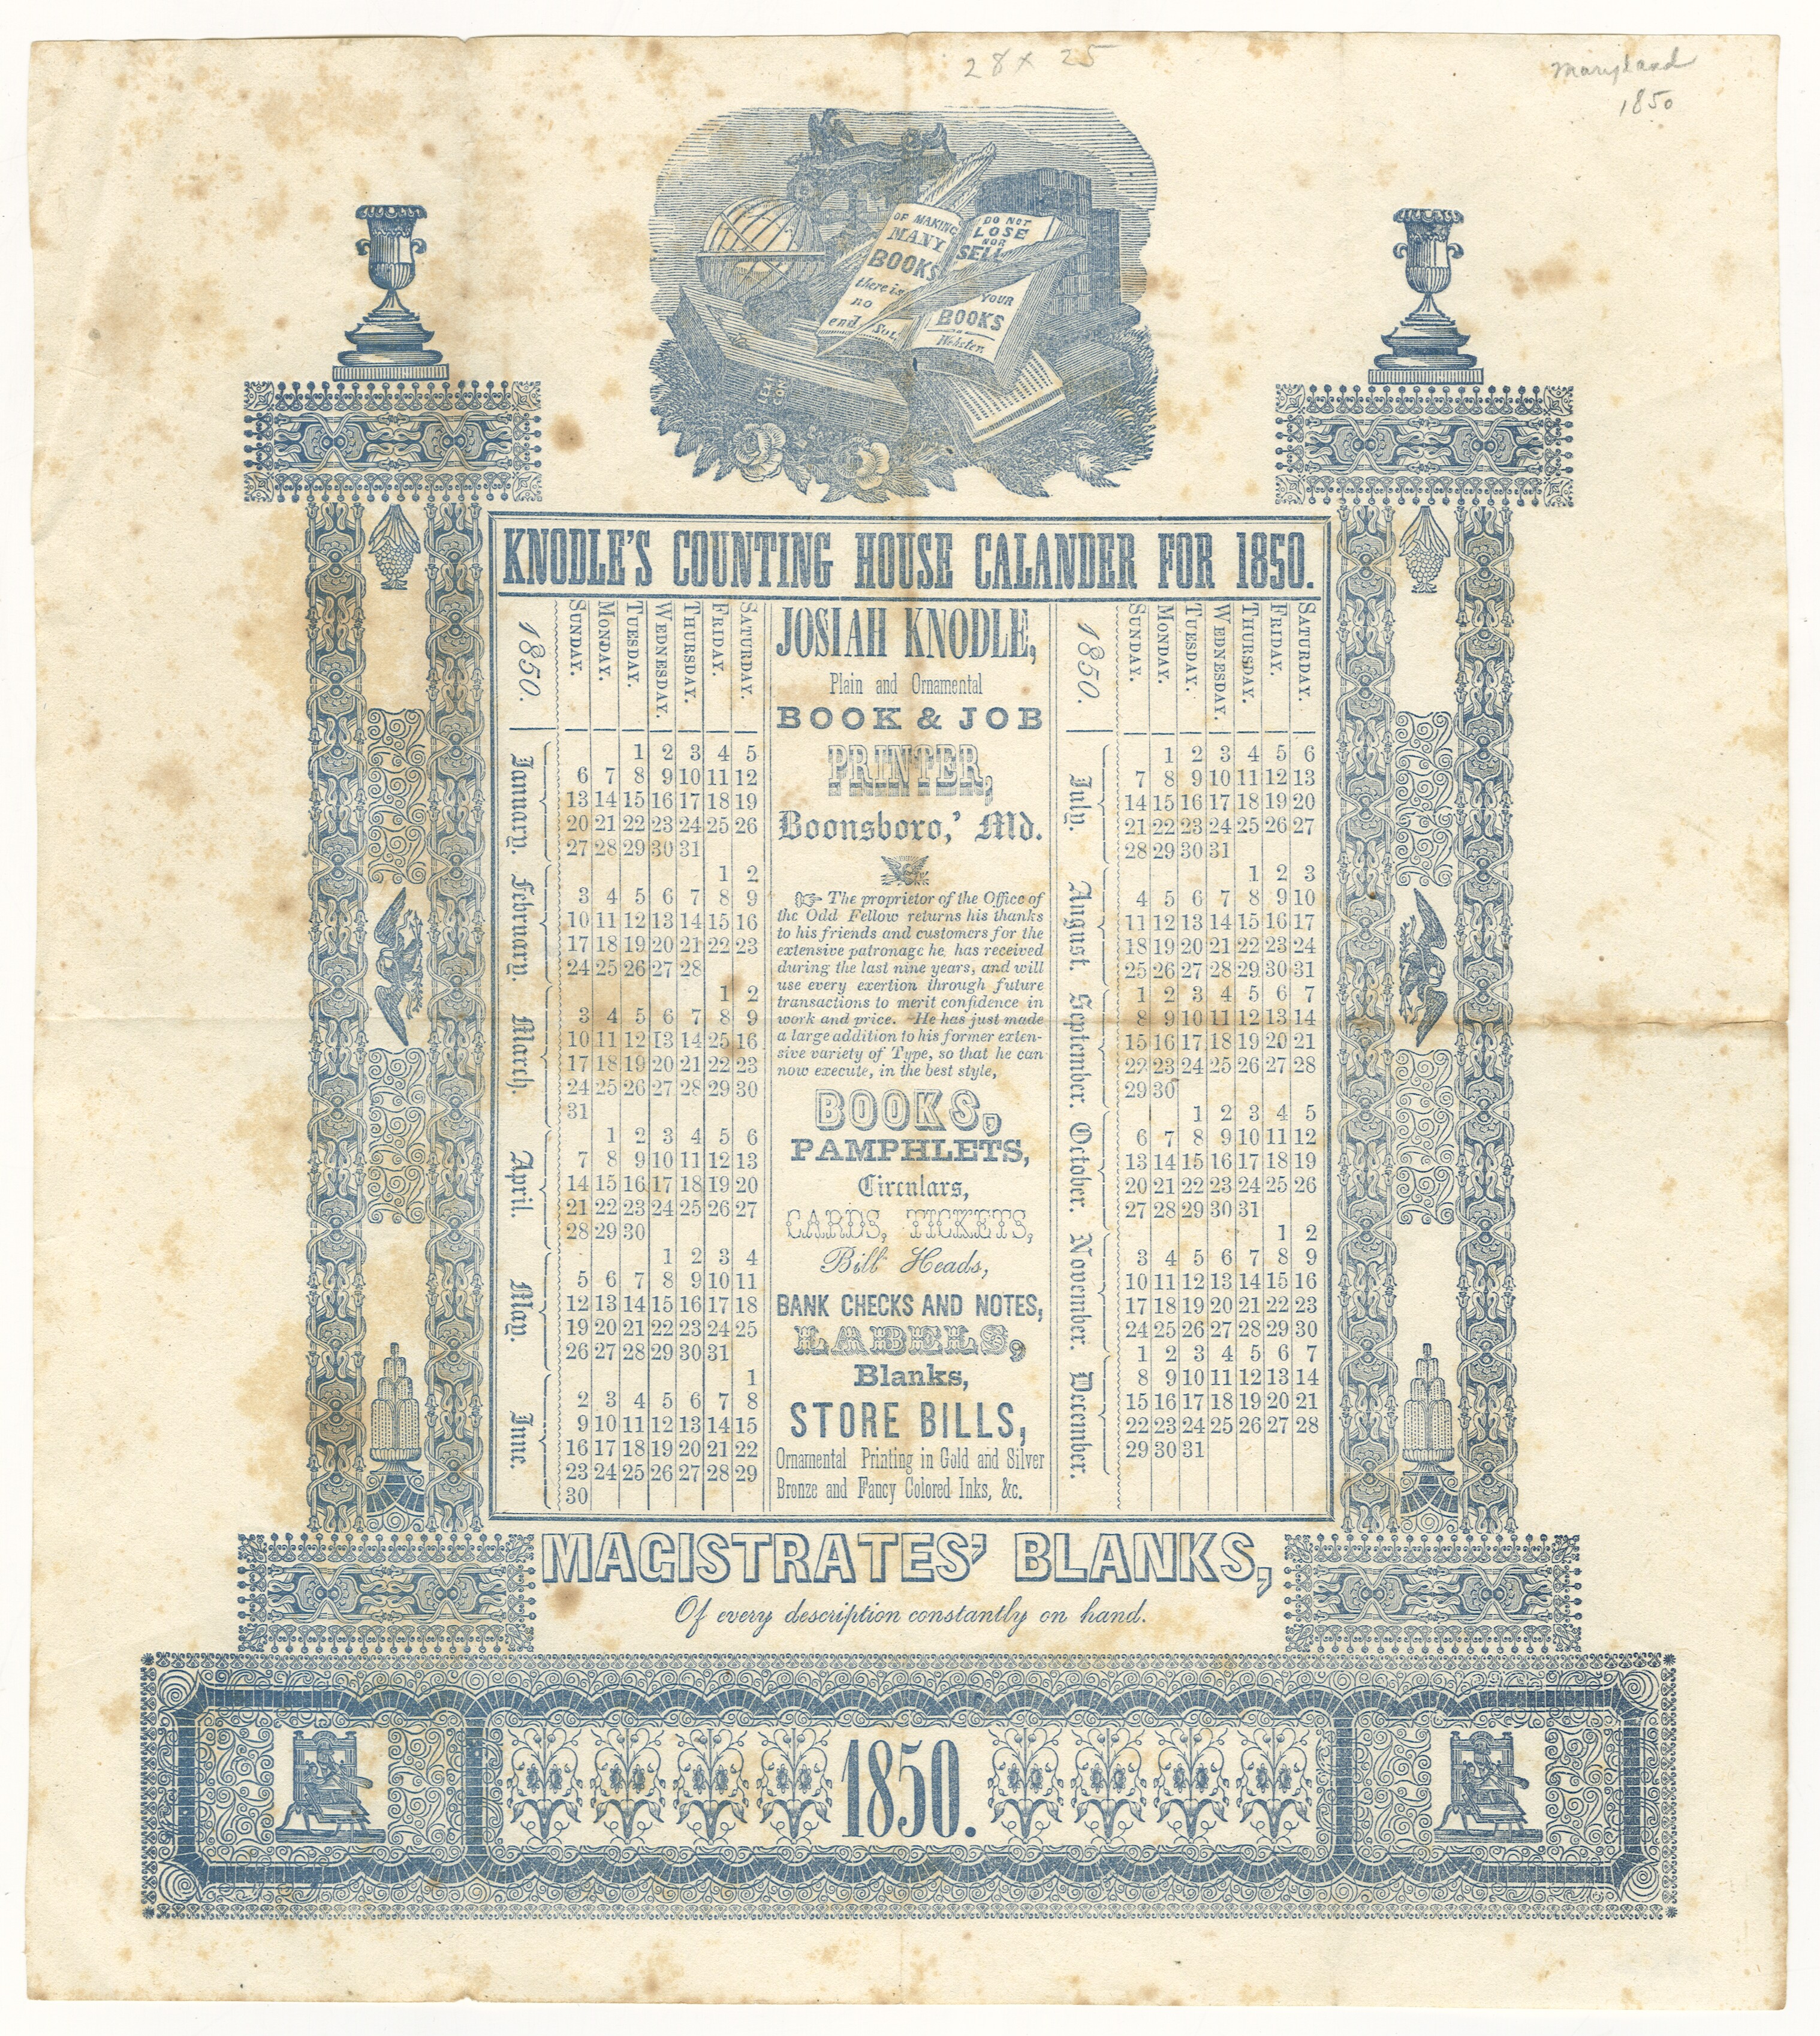 28 x 25
Maryland
1850
OF MAKING
MANY
BOOKS
there is
no
end Sol.
DO NOT
LOSE
NOR
SELL
YOUR
BOOKS
Webster.
LEXI
CON
KNODLE'S COUNTING HOUSE CALANDER FOR 1850.
1850.
SUNDAY. MONDAY. TUESDAY. WEDNESDAY. THURSDAY. FRIDAY. SATURDAY.
January.
1 2 3 4 5
6 7 8 9 10 11 12
13 14 15 16 17 18 19
20 21 22 23 24 25 26
27 28 29 30 31
February.
1 2
3 4 5 6 7 8 9
10 11 12 13 14 15 16
17 18 19 20 21 22 23
24 25 26 27 28
March.
1 2
3 4 5 6 7 8 9
10 11 12 13 14 25 16
17 18 19 20 21 22 23
24 25 26 27 28 29 30
31
April.
1 2 3 4 5 6
7 8 9 10 11 12 13
14 15 16 17 18 19 20
21 22 23 24 25 26 27
28 29 30
May.
1 2 3 4
5 6 7 8 9 10 11
12 13 14 15 16 17 18
19 20 21 22 23 24 25
26 27 28 29 30 31
June.
1
2 3 4 5 6 7 8
9 10 11 12 13 14 15
16 17 18 19 20 21 22
23 24 25 26 27 28 29
30
JOSIAH KNODLE,
Plain and Ornamental
BOOK & JOB
PRINTER,
Boonsboro,' Md.
☞ The proprietor of the Office of
the Odd Fellow returns his thanks
to his friends and customers for the
extensive patronage he has received
during the last nine years, and will
use every exertion through future
transactions to merit confidence in
work and price. He has just made
a large addition to his former exten-
sive variety of Type, so that he can
now execute, in the best style,
BOOKS,
PAMPHLETS,
Circulars,
CARDS, TICKETS,
Bill Heads,
BANK CHECKS AND NOTES,
LABELS,
Blanks,
STORE BILLS,
Ornamental Printing in Gold and Silver
Bronze and Fancy Colored Inks, &c.
1850.
SUNDAY. MONDAY. TUESDAY. WEDNESDAY. THURSDAY. FRIDAY. SATURDAY.
July.
1 2 3 4 5 6
7 8 9 10 11 12 13
14 15 16 17 18 19 20
21 22 23 24 25 26 27
28 29 30 31
August.
1 2 3
4 5 6 7 8 9 10
11 12 13 14 15 16 17
18 19 20 21 22 23 24
25 26 27 28 29 30 31
September.
1 2 3 4 5 6 7
8 9 10 11 12 13 14
15 16 17 18 19 20 21
22 23 24 25 26 27 28
29 30
October.
1 2 3 4 5
6 7 8 9 10 11 12
13 14 15 16 17 18 19
20 21 22 23 24 25 26
27 28 29 30 31
November.
1 2
3 4 5 6 7 8 9
10 11 12 13 14 15 16
17 18 19 20 21 22 23
24 25 26 27 28 29 30
December.
1 2 3 4 5 6 7
8 9 10 11 12 13 14
15 16 17 18 19 20 21
22 23 24 25 26 27 28
29 30 31
MAGISTRATES' BLANKS,
Of every description constantly on hand.
1850.